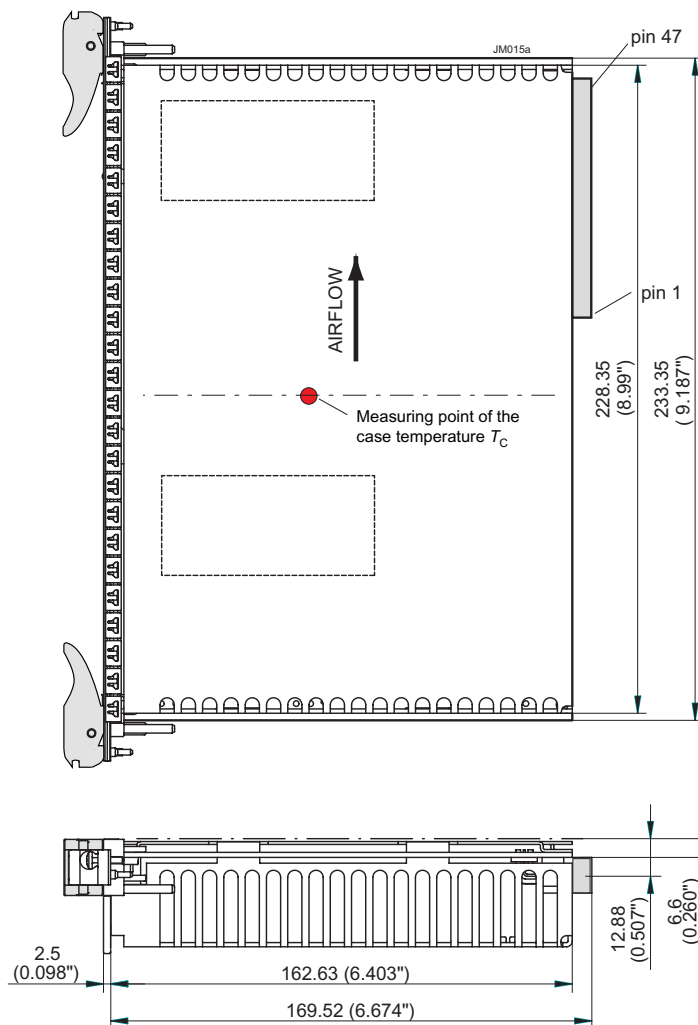 JM015a
pin 47
AIRFLOW
pin 1
228.35
(8.99")
233.35
( 9.187")
Measuring point of the
case temperature TC
2.5
(0.098")
162.63 (6.403")
169.52 (6.674")
12.88
(0.507")
6.6
(0.260")